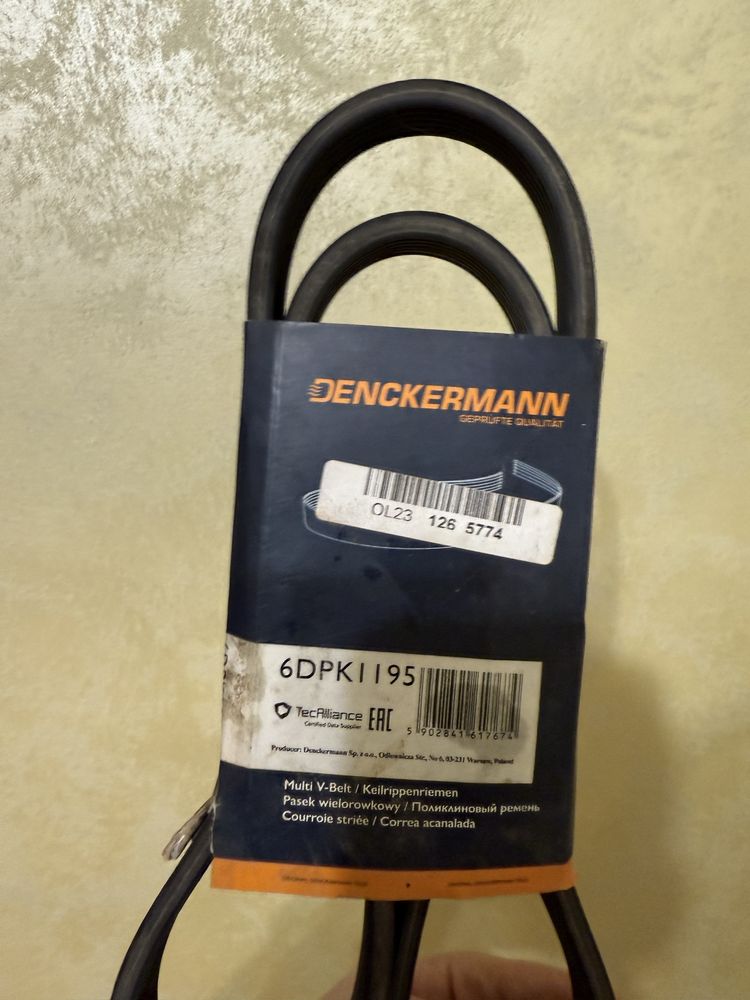 DENCKERMANN
GEPRÜFTE QUALITÄT
OL23 126 5774
6DPK1195
TecAlliance
Certified Data Supplier
EAC
5 902841 617674
Producer: Denckermann Sp. z o.o., Odlewnicza Str., No 6, 03-231 Warsaw, Poland
Multi V-Belt / Keilrippenriemen
Pasek wielorowkowy / Поликлиновый ремень
Courroie striée / Correa acanalada